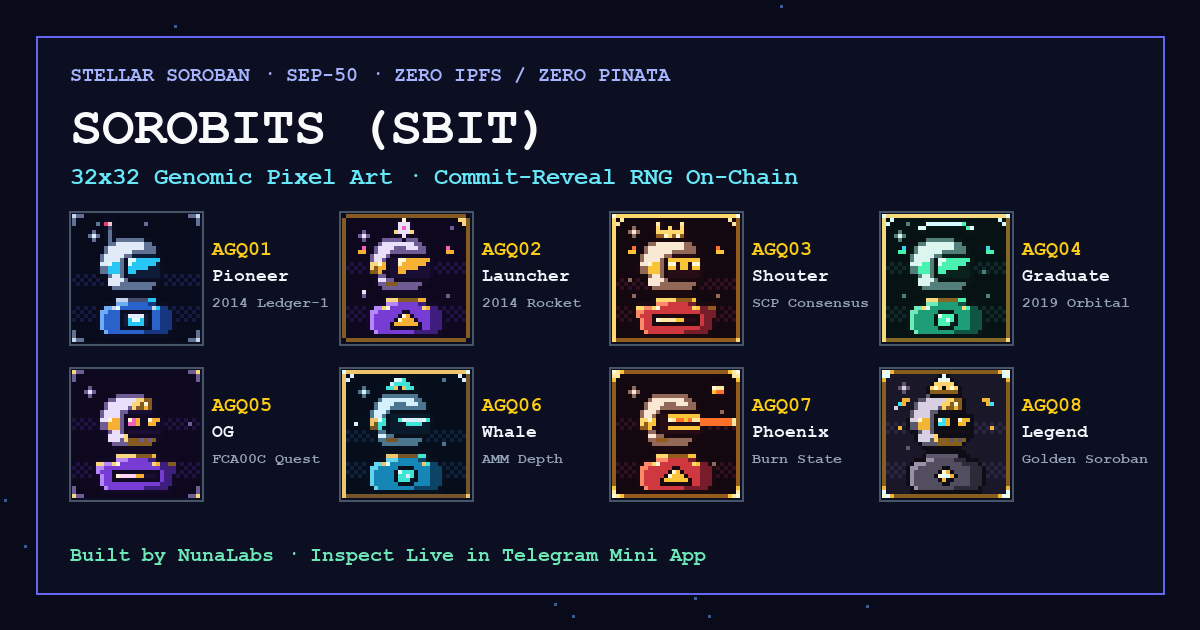 STELLAR SOROBAN · SEP-50 · ZERO IPFS / ZERO PINATA
SOROBITS (SBIT)
32x32 Genomic Pixel Art · Commit-Reveal RNG On-Chain
AGQ01
Pioneer
2014 Ledger-1
AGQ02
Launcher
2014 Rocket
AGQ03
Shouter
SCP Consensus
AGQ04
Graduate
2019 Orbital
AGQ05
OG
FCA00C Quest
AGQ06
Whale
AMM Depth
AGQ07
Phoenix
Burn State
AGQ08
Legend
Golden Soroban
Built by NunaLabs · Inspect Live in Telegram Mini App